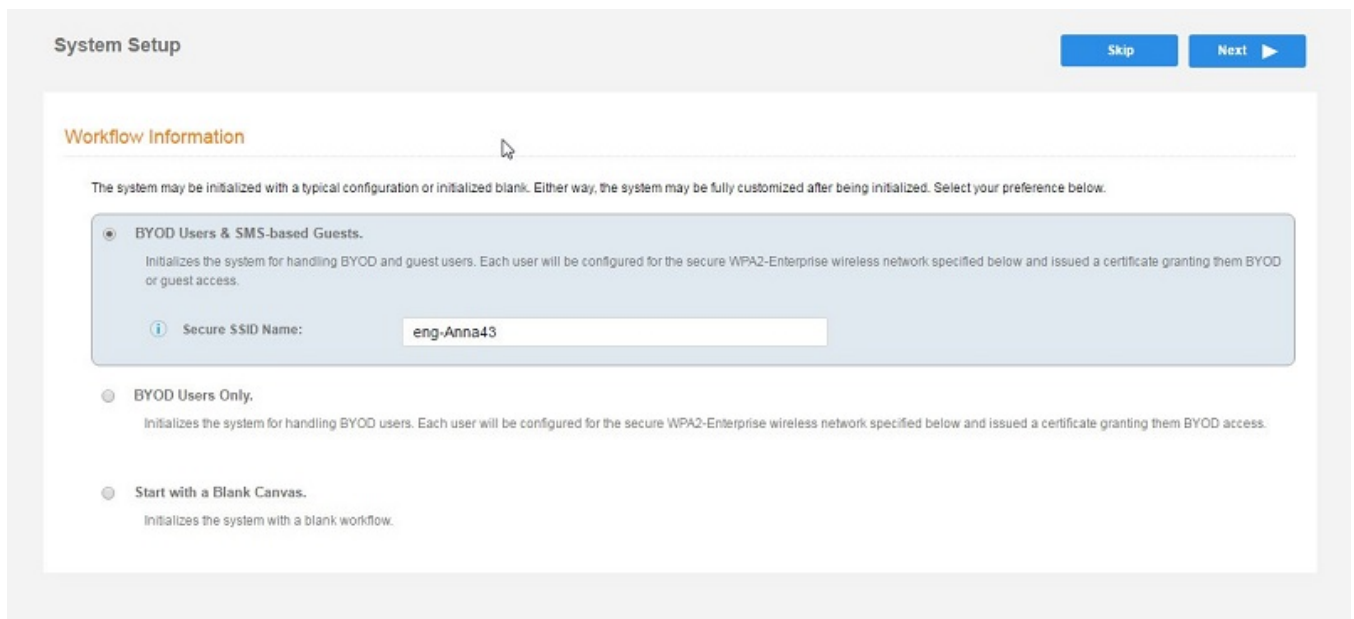 System Setup
Skip
Next
Workflow Information
The system may be initialized with a typical configuration or initialized blank. Either way, the system may be fully customized after being initialized. Select your preference below.
BYOD Users & SMS-based Guests.
Initializes the system for handling BYOD and guest users. Each user will be configured for the secure WPA2-Enterprise wireless network specified below and issued a certificate granting them BYOD
or guest access.
Secure SSID Name:
eng-Anna43
BYOD Users Only.
Initializes the system for handling BYOD users. Each user will be configured for the secure WPA2-Enterprise wireless network specified below and issued a certificate granting them BYOD access.
Start with a Blank Canvas.
Initializes the system with a blank workflow.